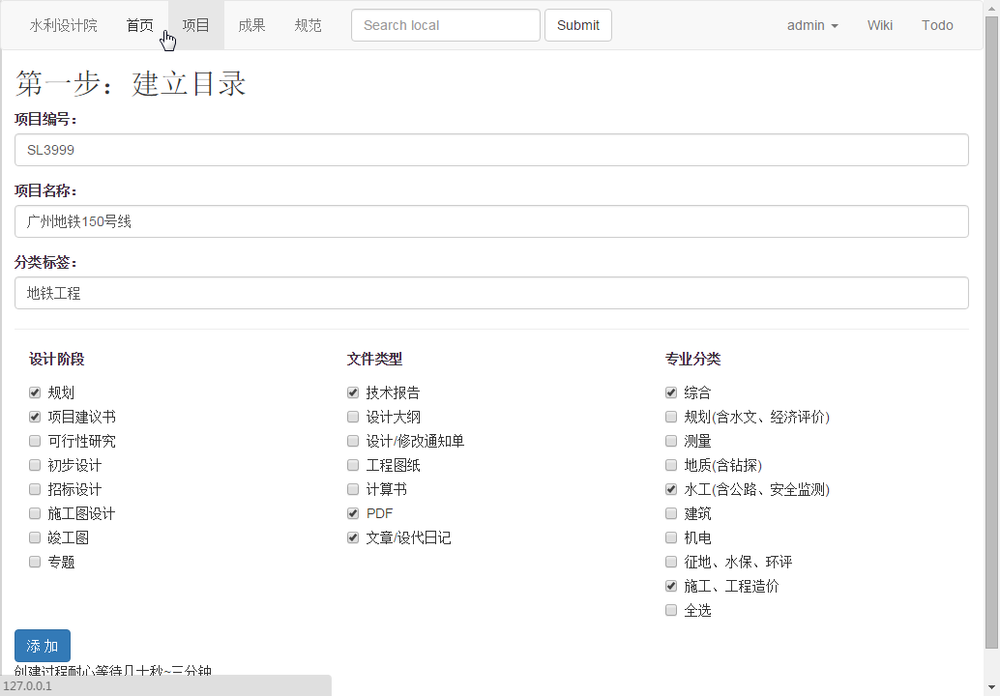 水利设计院 首页 项目 成果 规范 Search local Submit admin Wiki Todo
第一步：建立目录
项目编号：
SL3999
项目名称：
广州地铁150号线
分类标签：
地铁工程
设计阶段 文件类型 专业分类
规划 技术报告 综合
项目建议书 设计大纲 规划(含水文、经济评价)
可行性研究 设计/修改通知单 测量
初步设计 工程图纸 地质(含钻探)
招标设计 计算书 水工(含公路、安全监测)
施工图设计 PDF 建筑
竣工图 文章/设代日记 机电
专题 征地、水保、环评
施工、工程造价
全选
添 加
创建过程耐心等待几十秒~三分钟
127.0.0.1